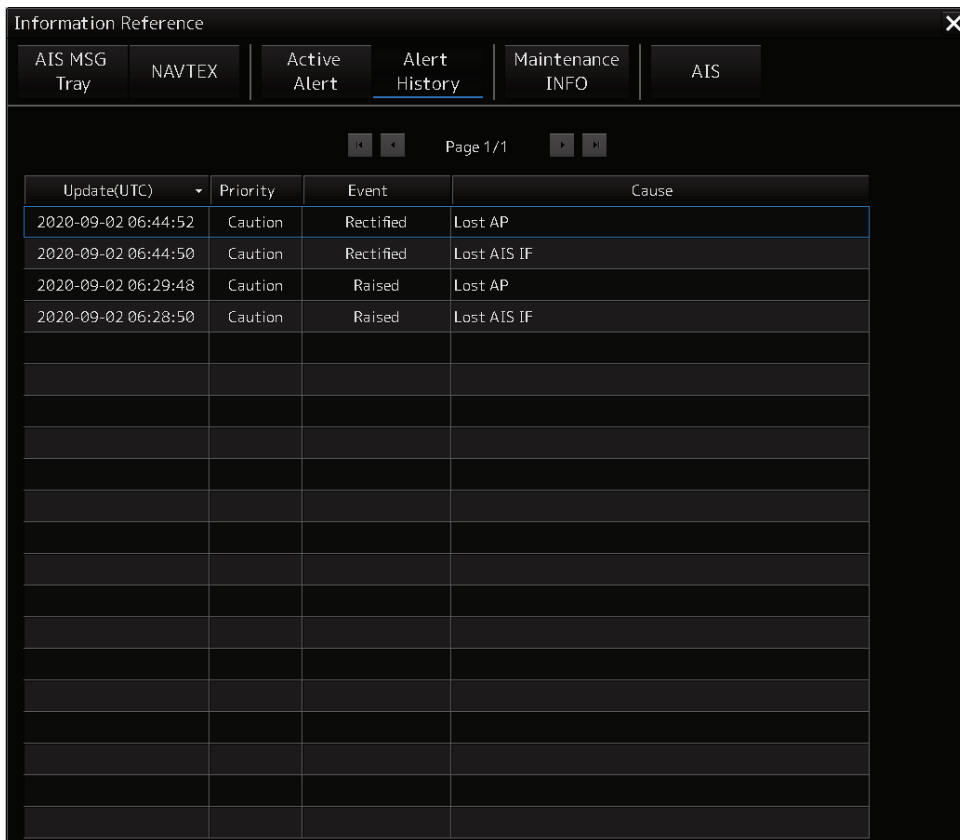 Information Reference
AIS MSG Tray
NAVTEX
Active Alert
Alert History
Maintenance INFO
AIS
Page 1/1
Update(UTC) Priority Event Cause
2020-09-02 06:44:52 Caution Rectified Lost AP
2020-09-02 06:44:50 Caution Rectified Lost AIS IF
2020-09-02 06:29:48 Caution Raised Lost AP
2020-09-02 06:28:50 Caution Raised Lost AIS IF